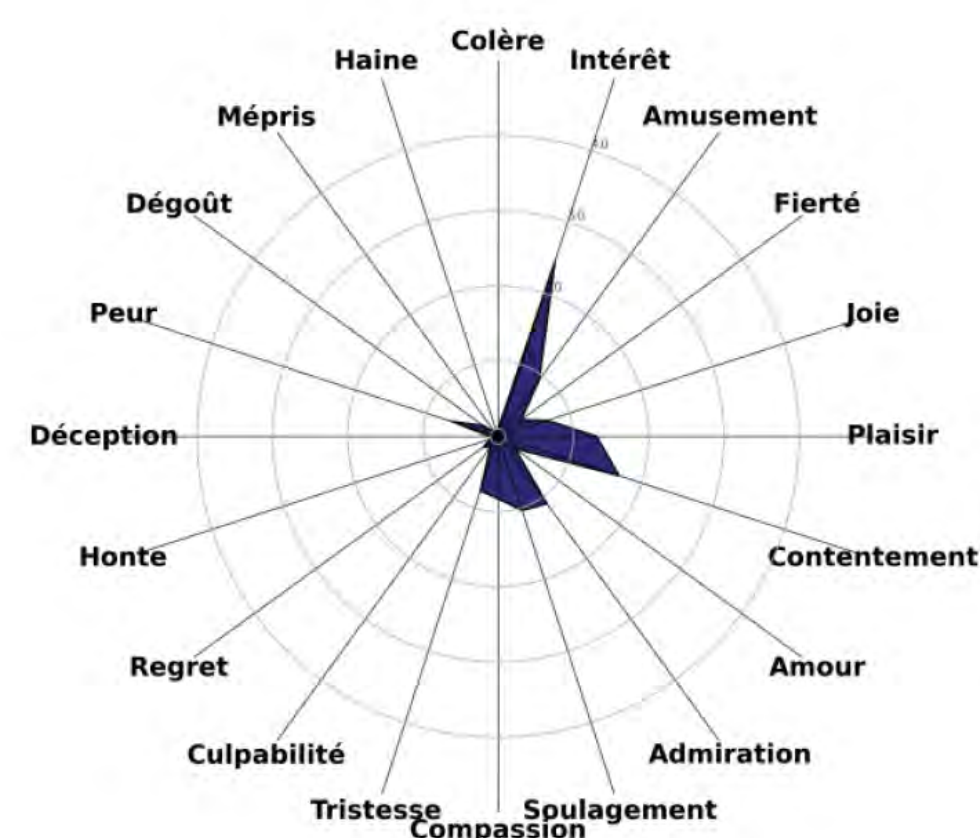 Colère
Haine
Intérêt
Mépris
Amusement
Dégoût
Fierté
Peur
Joie
Déception
Plaisir
Honte
Contentement
Regret
Amour
Culpabilité
Admiration
Tristesse
Soulagement
Compassion